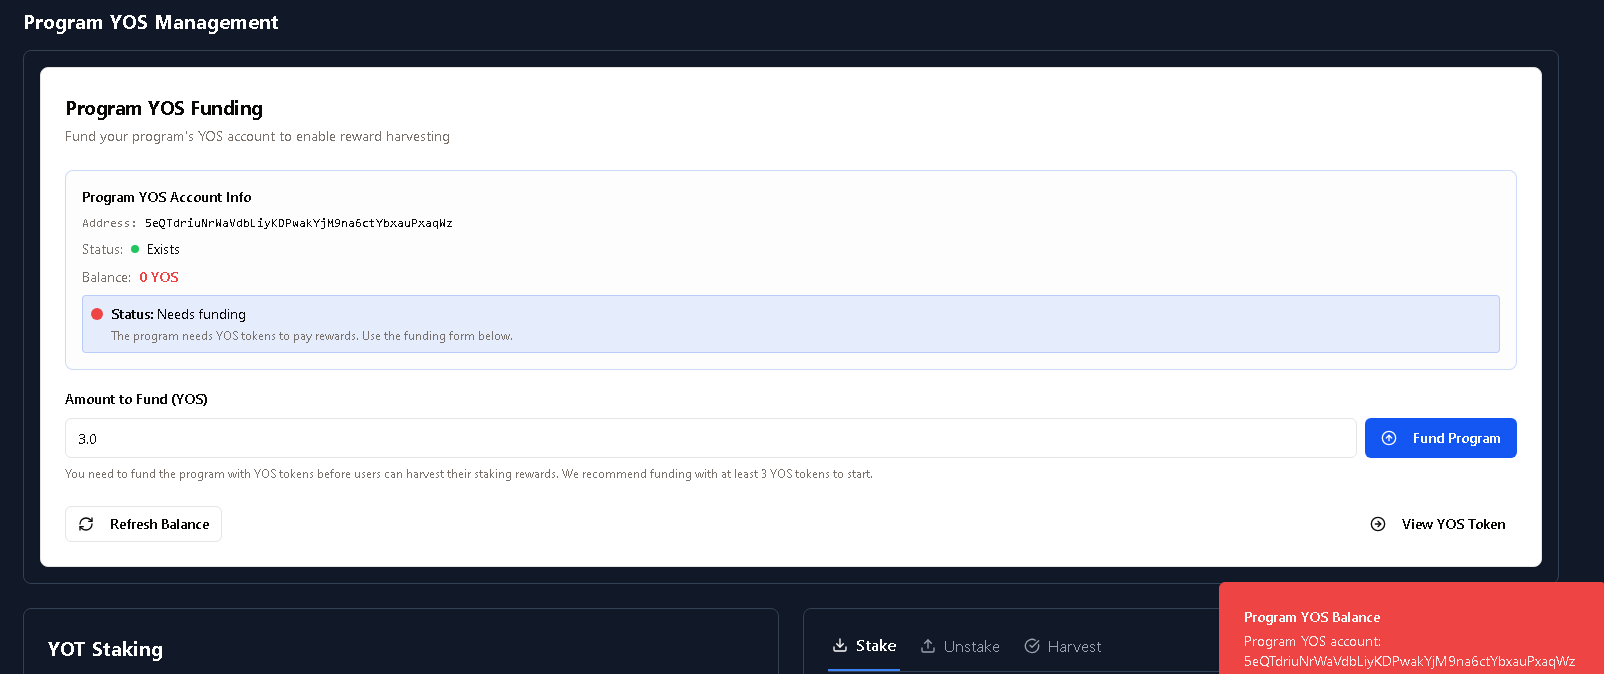 Program YOS Management
Program YOS Funding
Fund your program's YOS account to enable reward harvesting
Program YOS Account Info
Address: 5eQTdriuNrWaVdbLiyKDPwakYjM9na6ctYbxauPxaqWz
Status: Exists
Balance: 0 YOS
Status: Needs funding
The program needs YOS tokens to pay rewards. Use the funding form below.
Amount to Fund (YOS)
3.0
Fund Program
You need to fund the program with YOS tokens before users can harvest their staking rewards. We recommend funding with at least 3 YOS tokens to start.
Refresh Balance
View YOS Token
YOT Staking
Stake Unstake Harvest
Program YOS Balance
Program YOS account:
5eQTdriuNrWaVdbLiyKDPwakYjM9na6ctYbxauPxaqWz